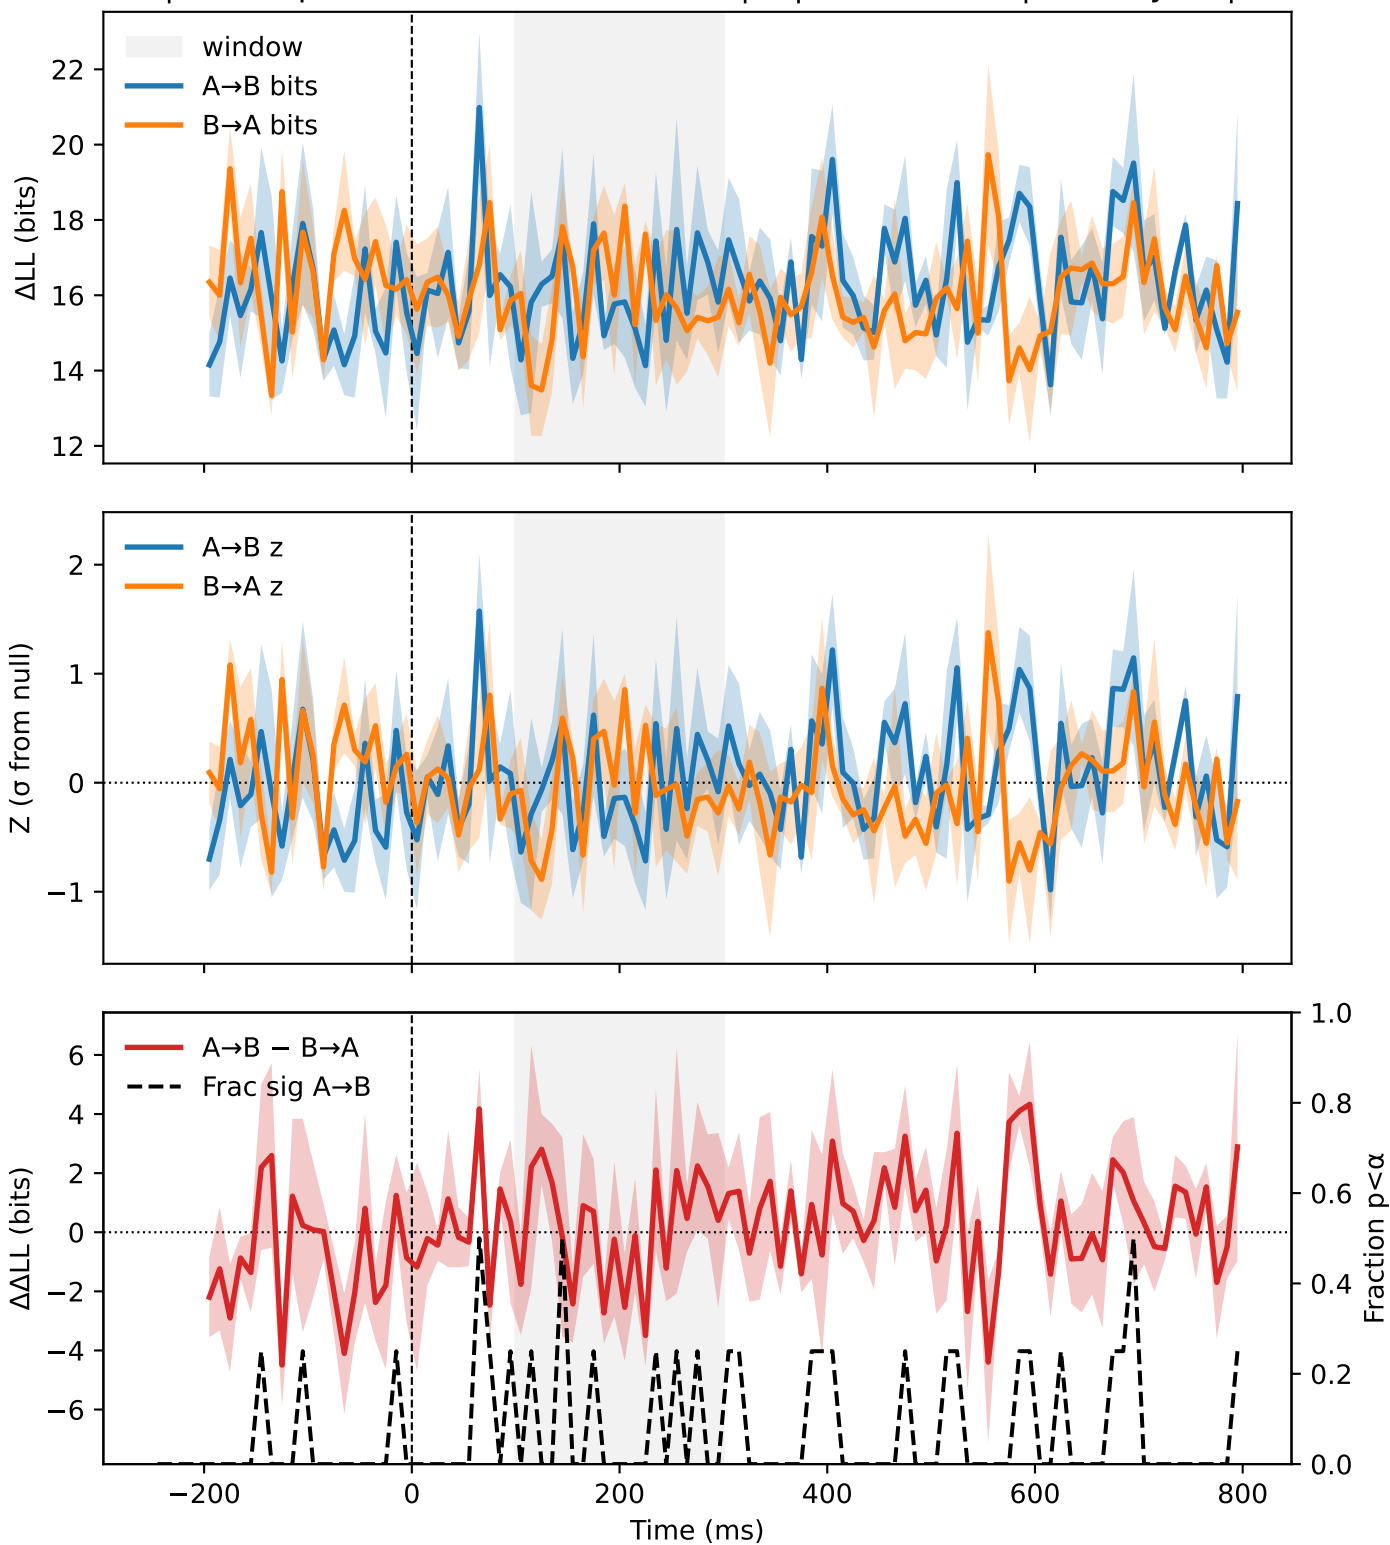 window
A→B bits
B→A bits
22
20
18
16
14
12
ΔLL (bits)
A→B z
B→A z
2
1
0
−1
Z (σ from null)
A→B − B→A
Frac sig A→B
6
4
2
0
−2
−4
−6
ΔΔLL (bits)
1.0
0.8
0.6
0.4
0.2
0.0
Fraction p<α
−200 0 200 400 600 800
Time (ms)